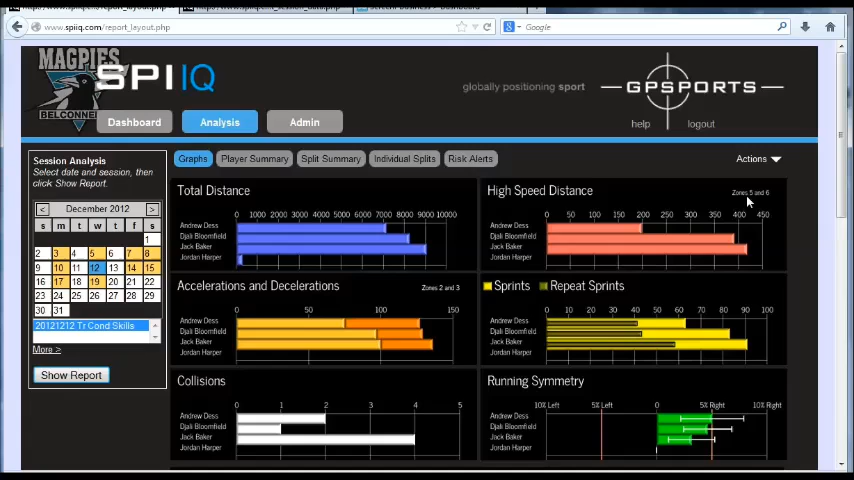 www.spiiq.com/report_layout.php
Google
MAGPIES
BELCONNEN
SPI IQ
globally positioning sport
GPSPORTS
help
logout
Dashboard
Analysis
Admin
Session Analysis
Select date and session, then
click Show Report.
< December 2012 >
s m t w t f s
1
2 3 4 5 6 7 8
9 10 11 12 13 14 15
16 17 18 19 20 21 22
23 24 25 26 27 28 29
30 31
20121212 Tr Cond Skills
More >
Show Report
Graphs
Player Summary
Split Summary
Individual Splits
Risk Alerts
Actions
Total Distance
0 1000 2000 3000 4000 5000 6000 7000 8000 9000 10000
Andrew Dess
Djali Bloomfield
Jack Baker
Jordan Harper
High Speed Distance
Zones 5 and 6
0 50 100 150 200 250 300 350 400 450
Andrew Dess
Djali Bloomfield
Jack Baker
Jordan Harper
Accelerations and Decelerations
Zones 2 and 3
0 50 100 150
Andrew Dess
Djali Bloomfield
Jack Baker
Jordan Harper
Sprints Repeat Sprints
0 10 20 30 40 50 60 70 80 90 100
Andrew Dess
Djali Bloomfield
Jack Baker
Jordan Harper
Collisions
0 1 2 3 4 5
Andrew Dess
Djali Bloomfield
Jack Baker
Jordan Harper
Running Symmetry
10% Left 5% Left 0 5% Right 10% Right
Andrew Dess
Djali Bloomfield
Jack Baker
Jordan Harper